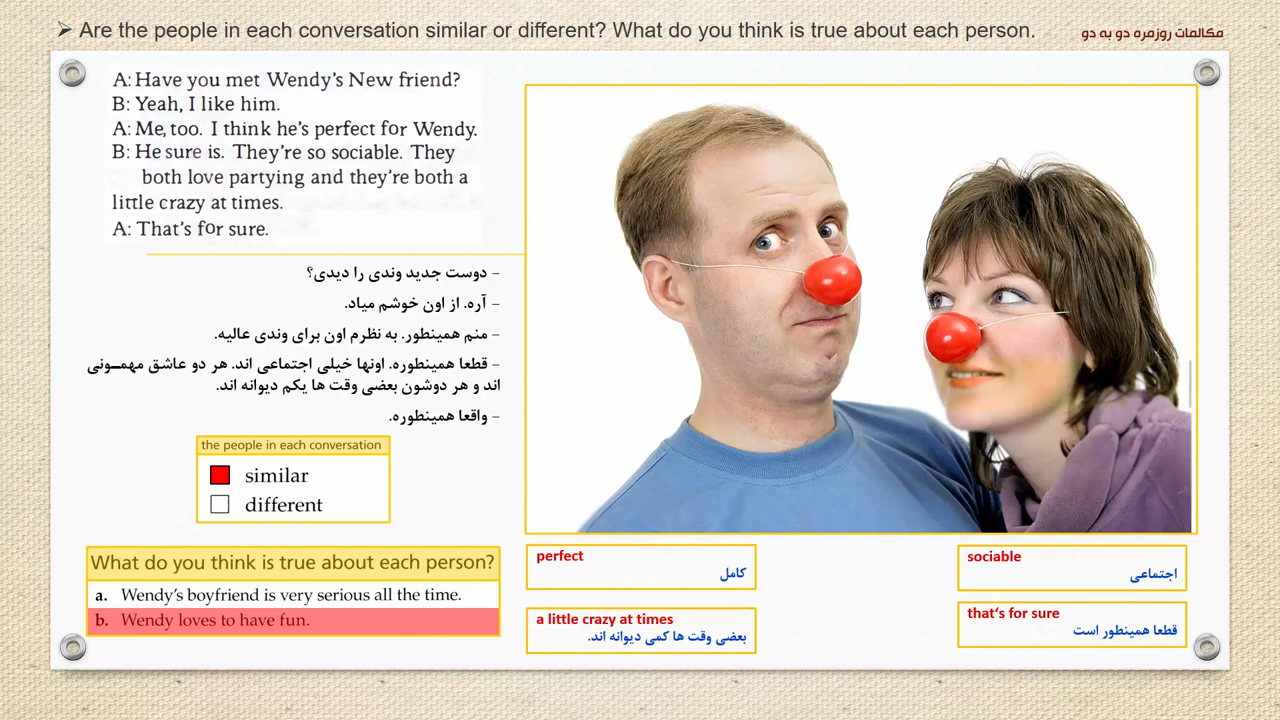 ➢ Are the people in each conversation similar or different? What do you think is true about each person.
مکالمات روزمره دو به دو
A: Have you met Wendy's New friend?
B: Yeah, I like him.
A: Me, too. I think he's perfect for Wendy.
B: He sure is. They're so sociable. They
both love partying and they're both a
little crazy at times.
A: That's for sure.
- دوست جدید وندی را دیدی؟
- آره. از اون خوشم میاد.
- منم همینطور. به نظرم اون برای وندی عالیه.
- قطعا همینطوره. اونها خیلی اجتماعی اند. هر دو عاشق مهمـونی
اند و هر دوشون بعضی وقت ها یکم دیوانه اند.
- واقعا همینطوره.
the people in each conversation
similar
different
What do you think is true about each person?
a. Wendy's boyfriend is very serious all the time.
b. Wendy loves to have fun.
perfect
کامل
sociable
اجتماعی
a little crazy at times
بعضی وقت ها کمی دیوانه اند.
that's for sure
قطعا همینطور است